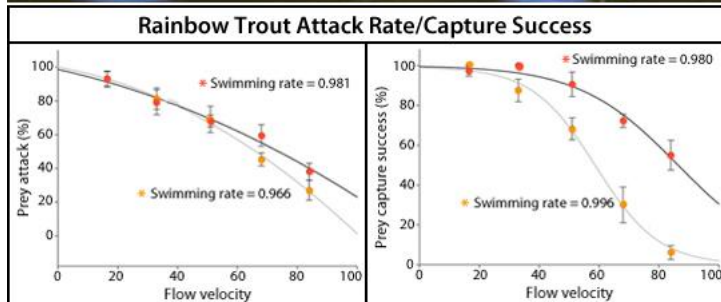 Rainbow Trout Attack Rate/Capture Success
Prey attack (%)
100
80
60
40
20
0
Swimming rate = 0.981
Swimming rate = 0.966
0 20 40 60 80 100
Flow velocity
Prey capture success (%)
100
80
60
40
20
0
Swimming rate = 0.980
Swimming rate = 0.996
0 20 40 60 80 100
Flow velocity